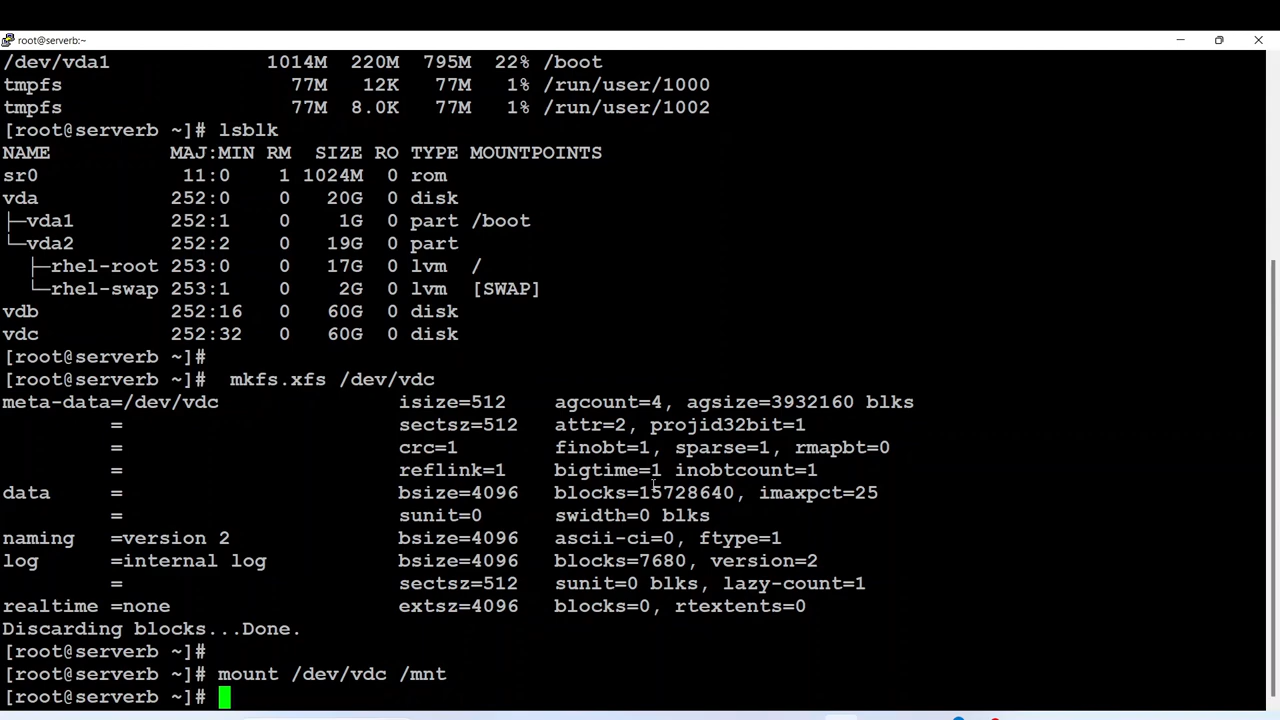 root@serverb:~
/dev/vda1 1014M 220M 795M 22% /boot
tmpfs 77M 12K 77M 1% /run/user/1000
tmpfs 77M 8.0K 77M 1% /run/user/1002
[root@serverb ~]# lsblk
NAME MAJ:MIN RM SIZE RO TYPE MOUNTPOINTS
sr0 11:0 1 1024M 0 rom
vda 252:0 0 20G 0 disk
├─vda1 252:1 0 1G 0 part /boot
└─vda2 252:2 0 19G 0 part
├─rhel-root 253:0 0 17G 0 lvm /
└─rhel-swap 253:1 0 2G 0 lvm [SWAP]
vdb 252:16 0 60G 0 disk
vdc 252:32 0 60G 0 disk
[root@serverb ~]#
[root@serverb ~]# mkfs.xfs /dev/vdc
meta-data=/dev/vdc isize=512 agcount=4, agsize=3932160 blks
= sectsz=512 attr=2, projid32bit=1
= crc=1 finobt=1, sparse=1, rmapbt=0
= reflink=1 bigtime=1 inobtcount=1
data = bsize=4096 blocks=15728640, imaxpct=25
= sunit=0 swidth=0 blks
naming =version 2 bsize=4096 ascii-ci=0, ftype=1
log =internal log bsize=4096 blocks=7680, version=2
= sectsz=512 sunit=0 blks, lazy-count=1
realtime =none extsz=4096 blocks=0, rtextents=0
Discarding blocks...Done.
[root@serverb ~]#
[root@serverb ~]# mount /dev/vdc /mnt
[root@serverb ~]#